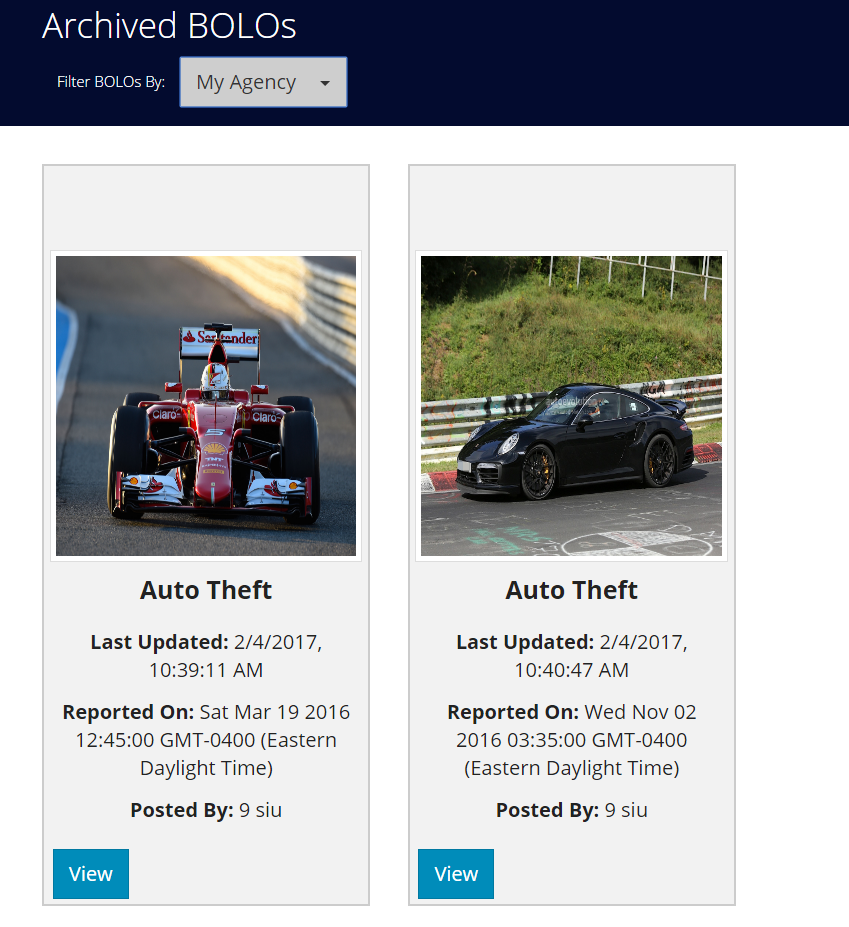 Archived BOLOs
Filter BOLOs By:
My Agency
Santander
Claro-
Claro-
5
autoevolution
Auto Theft
Last Updated: 2/4/2017,
10:39:11 AM
Reported On: Sat Mar 19 2016
12:45:00 GMT-0400 (Eastern
Daylight Time)
Posted By: 9 siu
View
Auto Theft
Last Updated: 2/4/2017,
10:40:47 AM
Reported On: Wed Nov 02
2016 03:35:00 GMT-0400
(Eastern Daylight Time)
Posted By: 9 siu
View